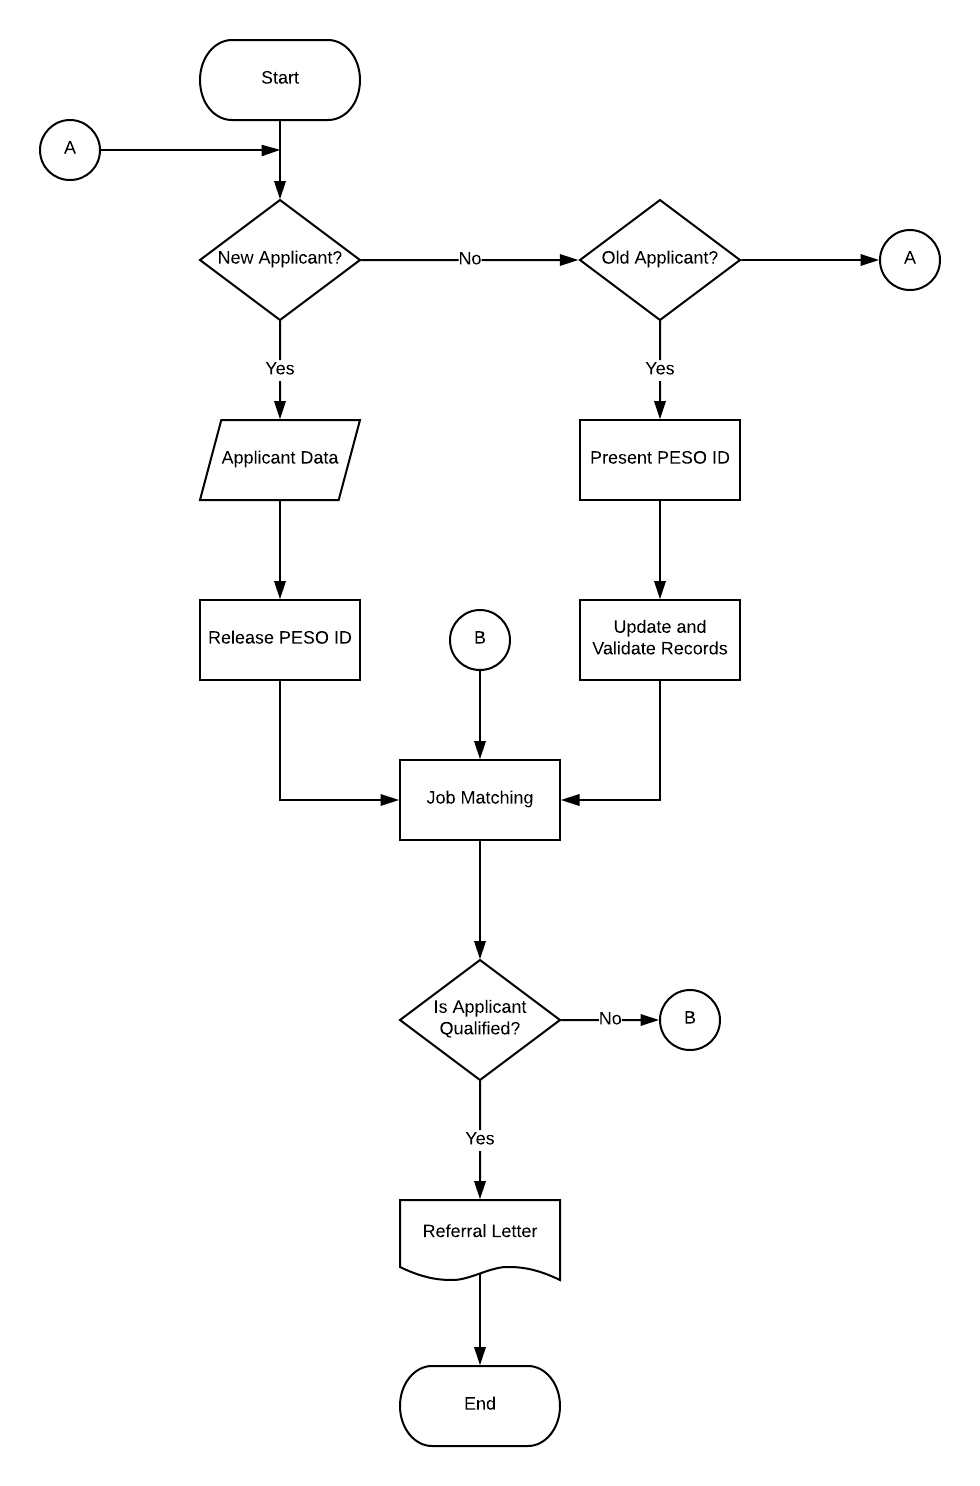 Start
A
New Applicant?
No
Old Applicant?
A
Yes
Yes
Applicant Data
Present PESO ID
Release PESO ID
B
Update and
Validate Records
Job Matching
Is Applicant
Qualified?
No
B
Yes
Referral Letter
End